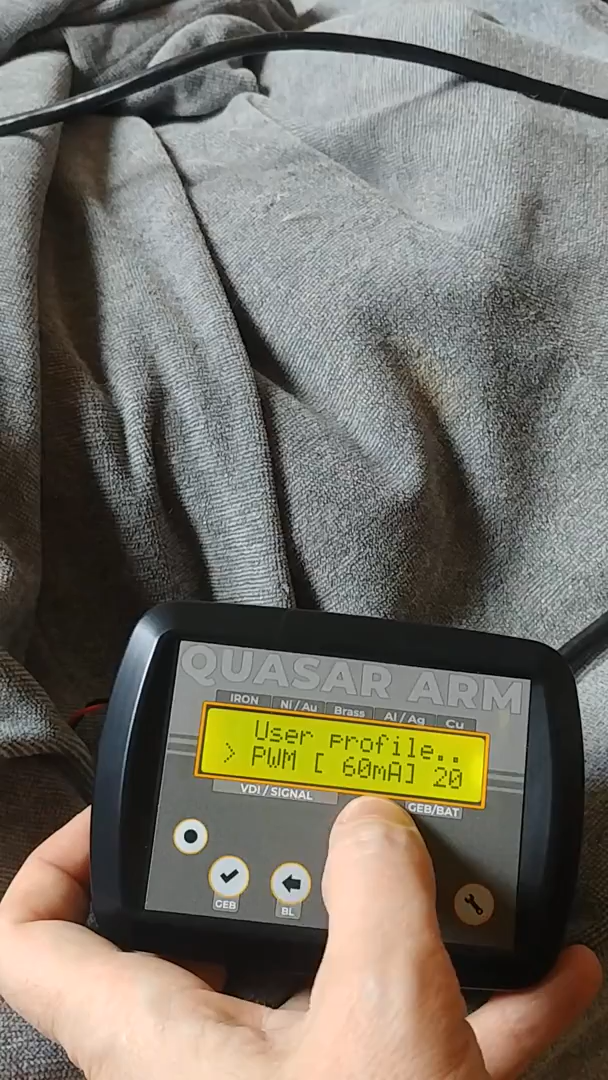 QUASAR ARM
IRON Ni / Au Brass Al / Ag Cu
User profile..
> PWM [ 60mA] 20
VDI / SIGNAL GEB/BAT
GEB BL